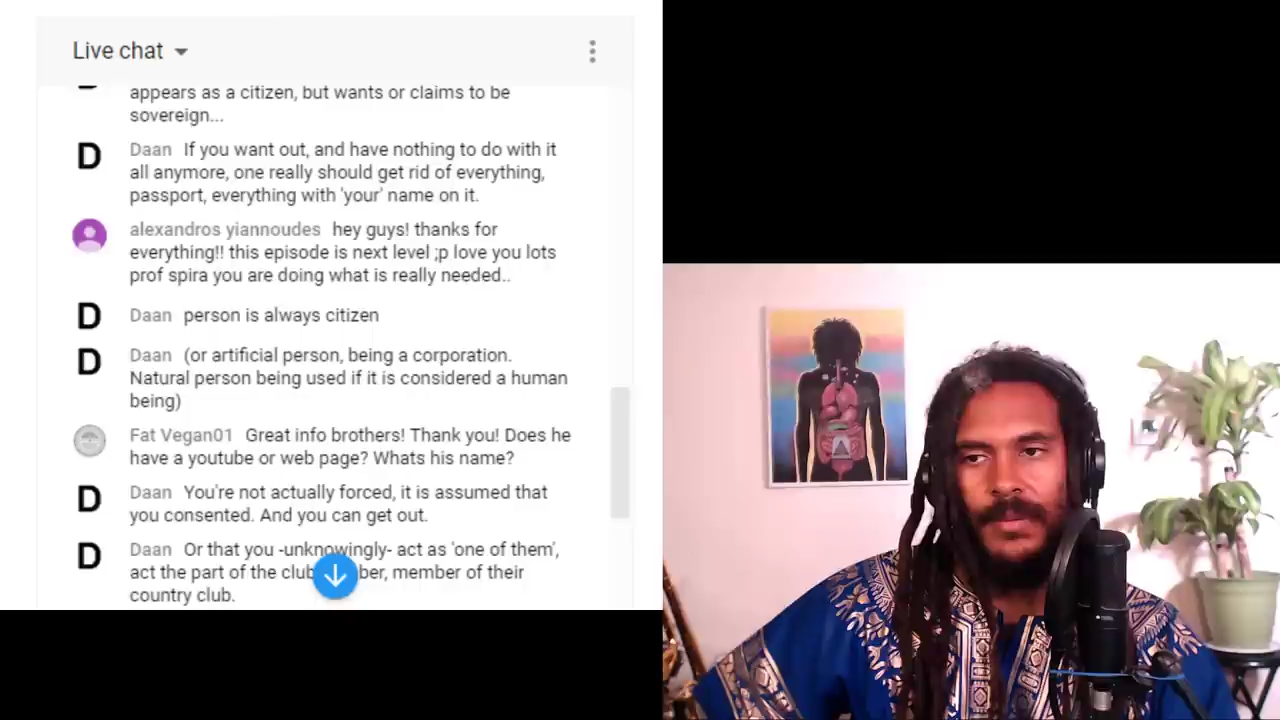 Live chat
appears as a citizen, but wants or claims to be
sovereign...
Daan If you want out, and have nothing to do with it
all anymore, one really should get rid of everything,
passport, everything with 'your' name on it.
alexandros yiannoudes hey guys! thanks for
everything!! this episode is next level ;p love you lots
prof spira you are doing what is really needed..
Daan person is always citizen
Daan (or artificial person, being a corporation.
Natural person being used if it is considered a human
being)
Fat Vegan01 Great info brothers! Thank you! Does he
have a youtube or web page? Whats his name?
Daan You're not actually forced, it is assumed that
you consented. And you can get out.
Daan Or that you -unknowingly- act as 'one of them',
act the part of the club ber, member of their
country club.